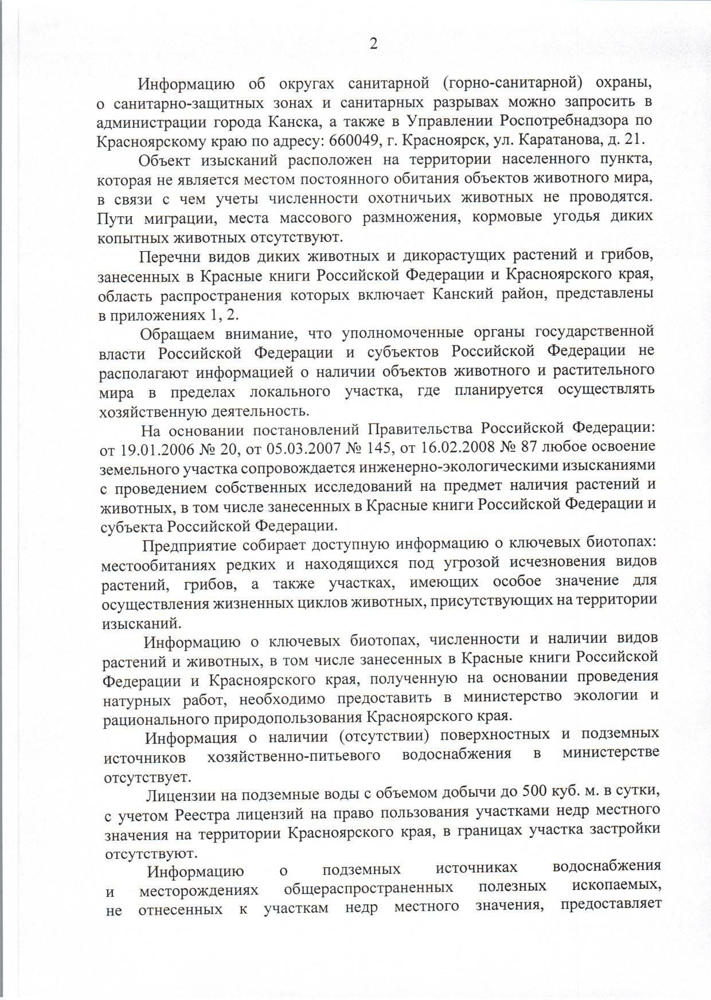 2
Информацию об округах санитарной (горно-санитарной) охраны,
о санитарно-защитных зонах и санитарных разрывах можно запросить в
администрации города Канска, а также в Управлении Роспотребнадзора по
Красноярскому краю по адресу: 660049, г. Красноярск, ул. Каратанова, д. 21.
Объект изысканий расположен на территории населенного пункта,
которая не является местом постоянного обитания объектов животного мира,
в связи с чем учеты численности охотничьих животных не проводятся.
Пути миграции, места массового размножения, кормовые угодья диких
копытных животных отсутствуют.
Перечни видов диких животных и дикорастущих растений и грибов,
занесенных в Красные книги Российской Федерации и Красноярского края,
область распространения которых включает Канский район, представлены
в приложениях 1, 2.
Обращаем внимание, что уполномоченные органы государственной
власти Российской Федерации и субъектов Российской Федерации не
располагают информацией о наличии объектов животного и растительного
мира в пределах локального участка, где планируется осуществлять
хозяйственную деятельность.
На основании постановлений Правительства Российской Федерации:
от 19.01.2006 № 20, от 05.03.2007 № 145, от 16.02.2008 № 87 любое освоение
земельного участка сопровождается инженерно-экологическими изысканиями
с проведением собственных исследований на предмет наличия растений и
животных, в том числе занесенных в Красные книги Российской Федерации и
субъекта Российской Федерации.
Предприятие собирает доступную информацию о ключевых биотопах:
местообитаниях редких и находящихся под угрозой исчезновения видов
растений, грибов, а также участках, имеющих особое значение для
осуществления жизненных циклов животных, присутствующих на территории
изысканий.
Информацию о ключевых биотопах, численности и наличии видов
растений и животных, в том числе занесенных в Красные книги Российской
Федерации и Красноярского края, полученную на основании проведения
натурных работ, необходимо предоставить в министерство экологии и
рационального природопользования Красноярского края.
Информация о наличии (отсутствии) поверхностных и подземных
источников хозяйственно-питьевого водоснабжения в министерстве
отсутствует.
Лицензии на подземные воды с объемом добычи до 500 куб. м. в сутки,
с учетом Реестра лицензий на право пользования участками недр местного
значения на территории Красноярского края, в границах участка застройки
отсутствуют.
Информацию о подземных источниках водоснабжения
и месторождениях общераспространенных полезных ископаемых,
не отнесенных к участкам недр местного значения, предоставляет